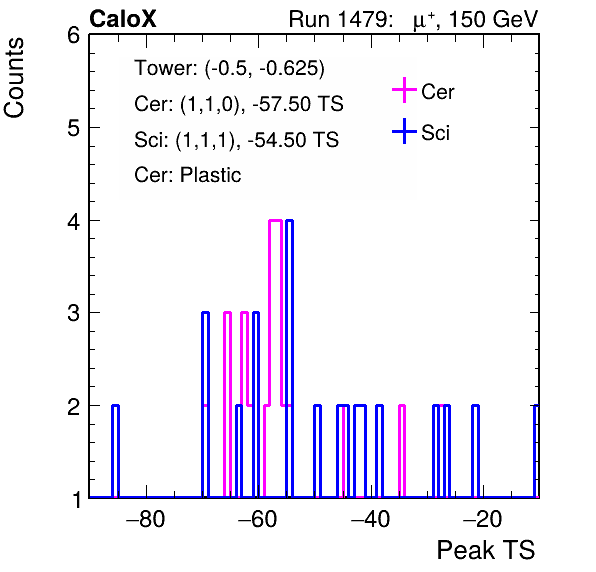 CaloX Run 1479: μ⁺, 150 GeV
Counts
Tower: (-0.5, -0.625)
Cer: (1,1,0), -57.50 TS
Sci: (1,1,1), -54.50 TS
Cer: Plastic
Cer
Sci
6
5
4
3
2
1
−80 −60 −40 −20
Peak TS